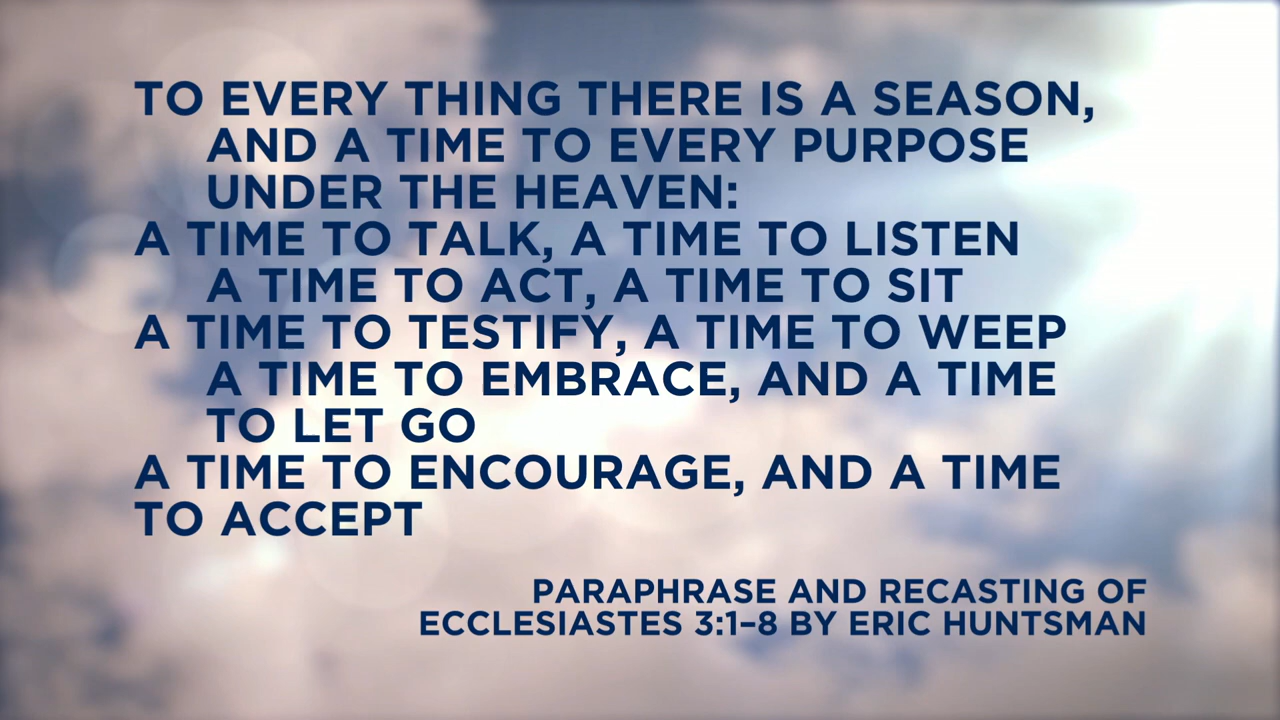 TO EVERY THING THERE IS A SEASON,
AND A TIME TO EVERY PURPOSE
UNDER THE HEAVEN:
A TIME TO TALK, A TIME TO LISTEN
A TIME TO ACT, A TIME TO SIT
A TIME TO TESTIFY, A TIME TO WEEP
A TIME TO EMBRACE, AND A TIME
TO LET GO
A TIME TO ENCOURAGE, AND A TIME
TO ACCEPT
PARAPHRASE AND RECASTING OF
ECCLESIASTES 3:1–8 BY ERIC HUNTSMAN